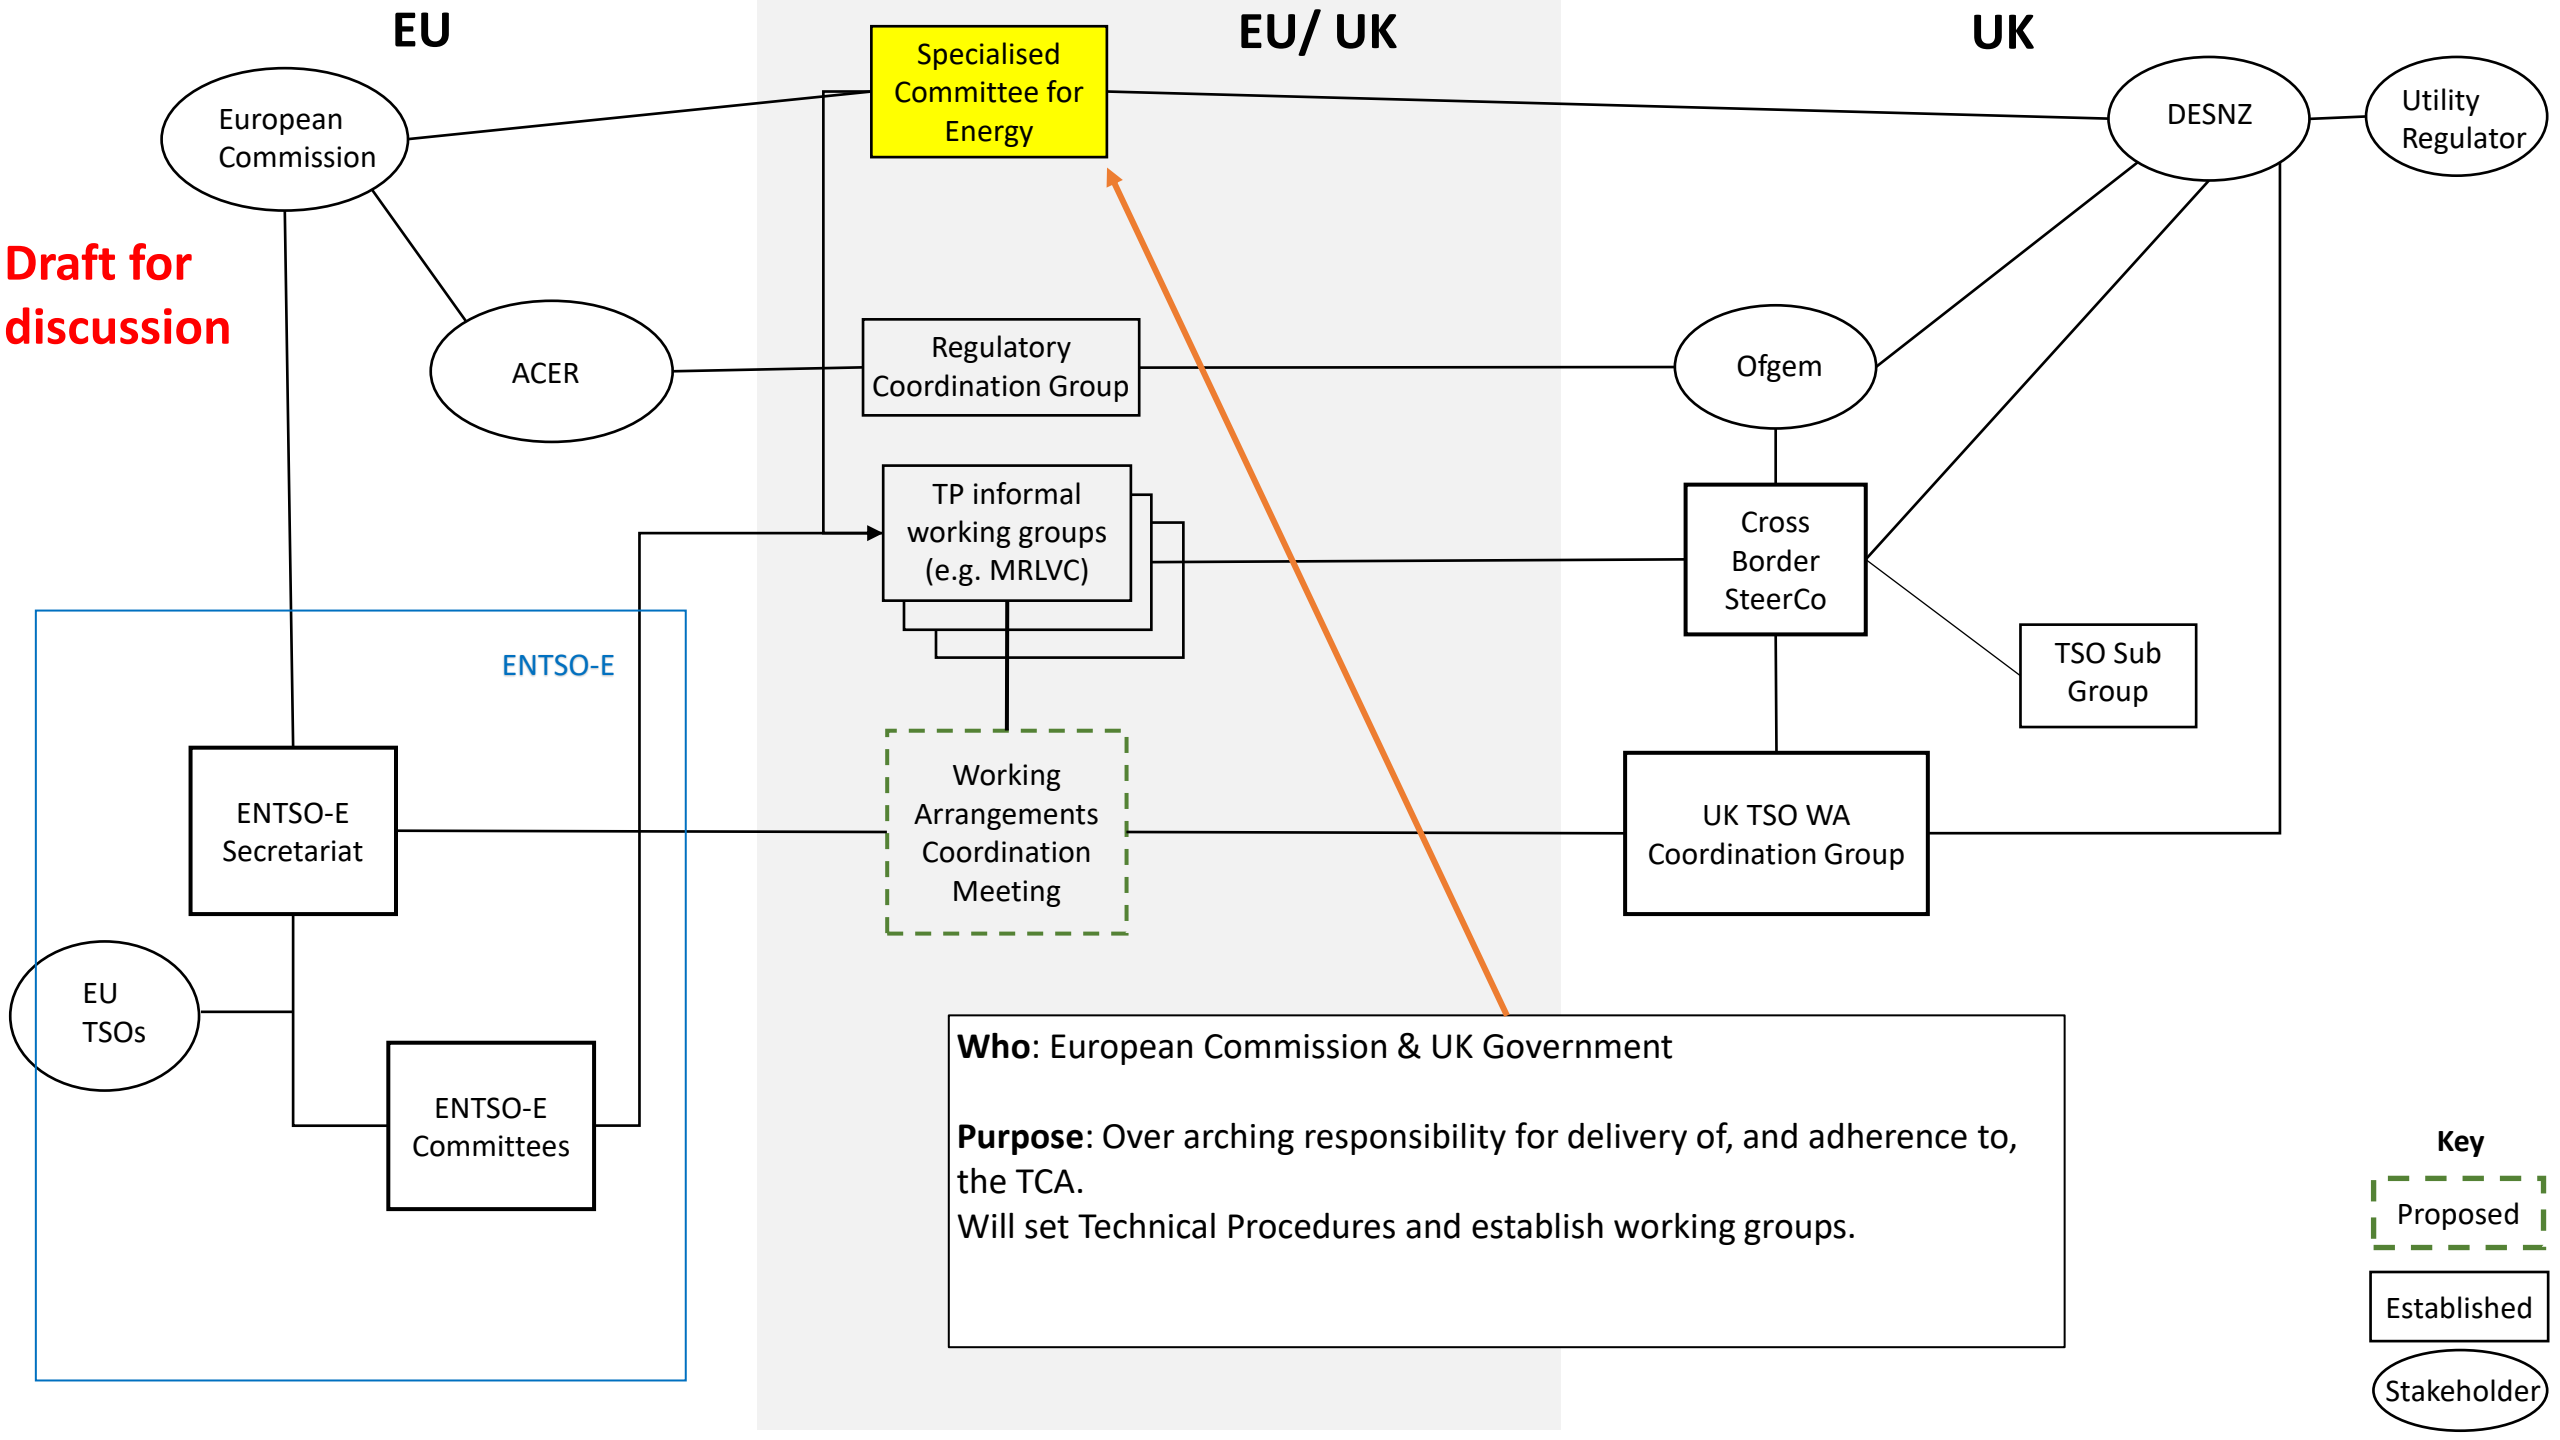 EU
EU/ UK
UK
Specialised
Committee for
Energy
European
Commission
DESNZ
Utility
Regulator
Draft for
discussion
ACER
Regulatory
Coordination Group
Ofgem
TP informal
working groups
(e.g. MRLVC)
Cross
Border
SteerCo
ENTSO-E
TSO Sub
Group
ENTSO-E
Secretariat
Working
Arrangements
Coordination
Meeting
UK TSO WA
Coordination Group
EU
TSOs
ENTSO-E
Committees
Who: European Commission & UK Government
Purpose: Over arching responsibility for delivery of, and adherence to,
the TCA.
Will set Technical Procedures and establish working groups.
Key
Proposed
Established
Stakeholder